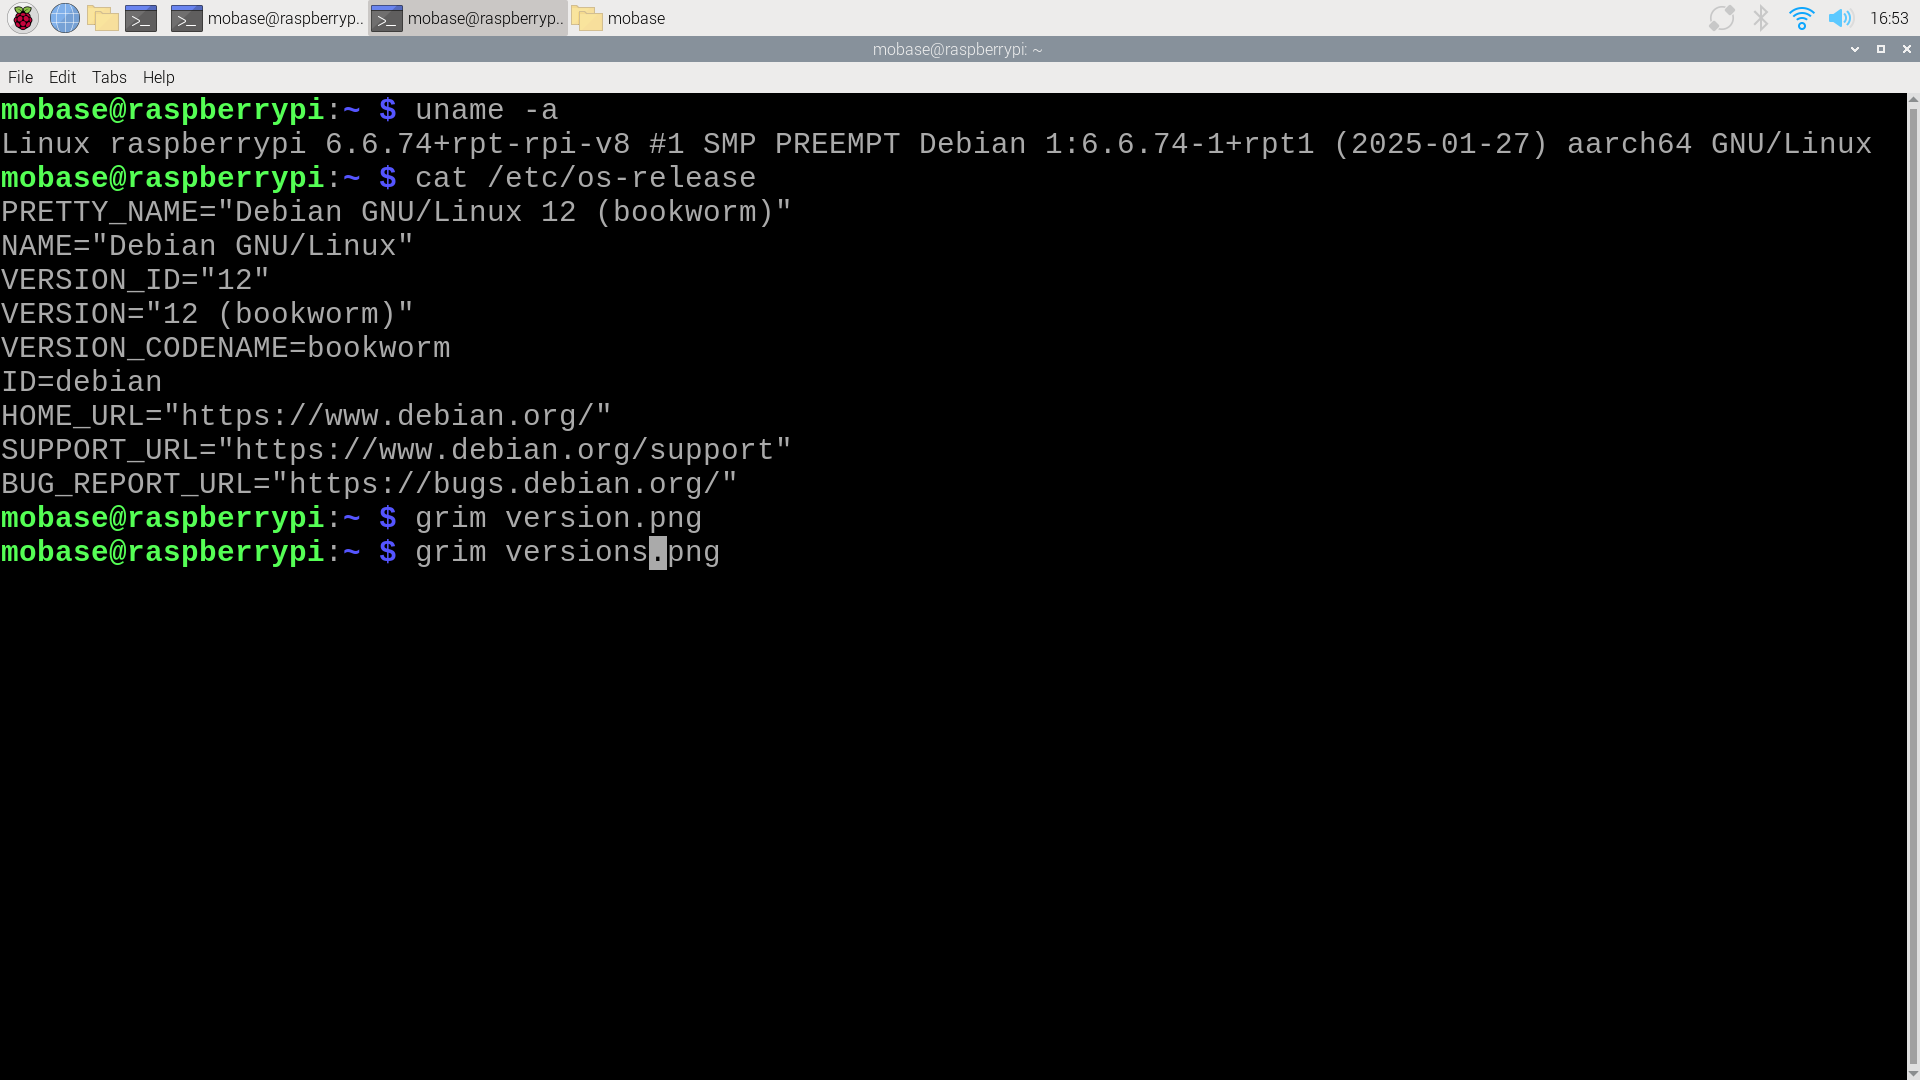 mobase@raspberryp.. mobase@raspberryp.. mobase 16:53
mobase@raspberrypi: ~
File Edit Tabs Help
mobase@raspberrypi:~ $ uname -a
Linux raspberrypi 6.6.74+rpt-rpi-v8 #1 SMP PREEMPT Debian 1:6.6.74-1+rpt1 (2025-01-27) aarch64 GNU/Linux
mobase@raspberrypi:~ $ cat /etc/os-release
PRETTY_NAME="Debian GNU/Linux 12 (bookworm)"
NAME="Debian GNU/Linux"
VERSION_ID="12"
VERSION="12 (bookworm)"
VERSION_CODENAME=bookworm
ID=debian
HOME_URL="https://www.debian.org/"
SUPPORT_URL="https://www.debian.org/support"
BUG_REPORT_URL="https://bugs.debian.org/"
mobase@raspberrypi:~ $ grim version.png
mobase@raspberrypi:~ $ grim versions.png